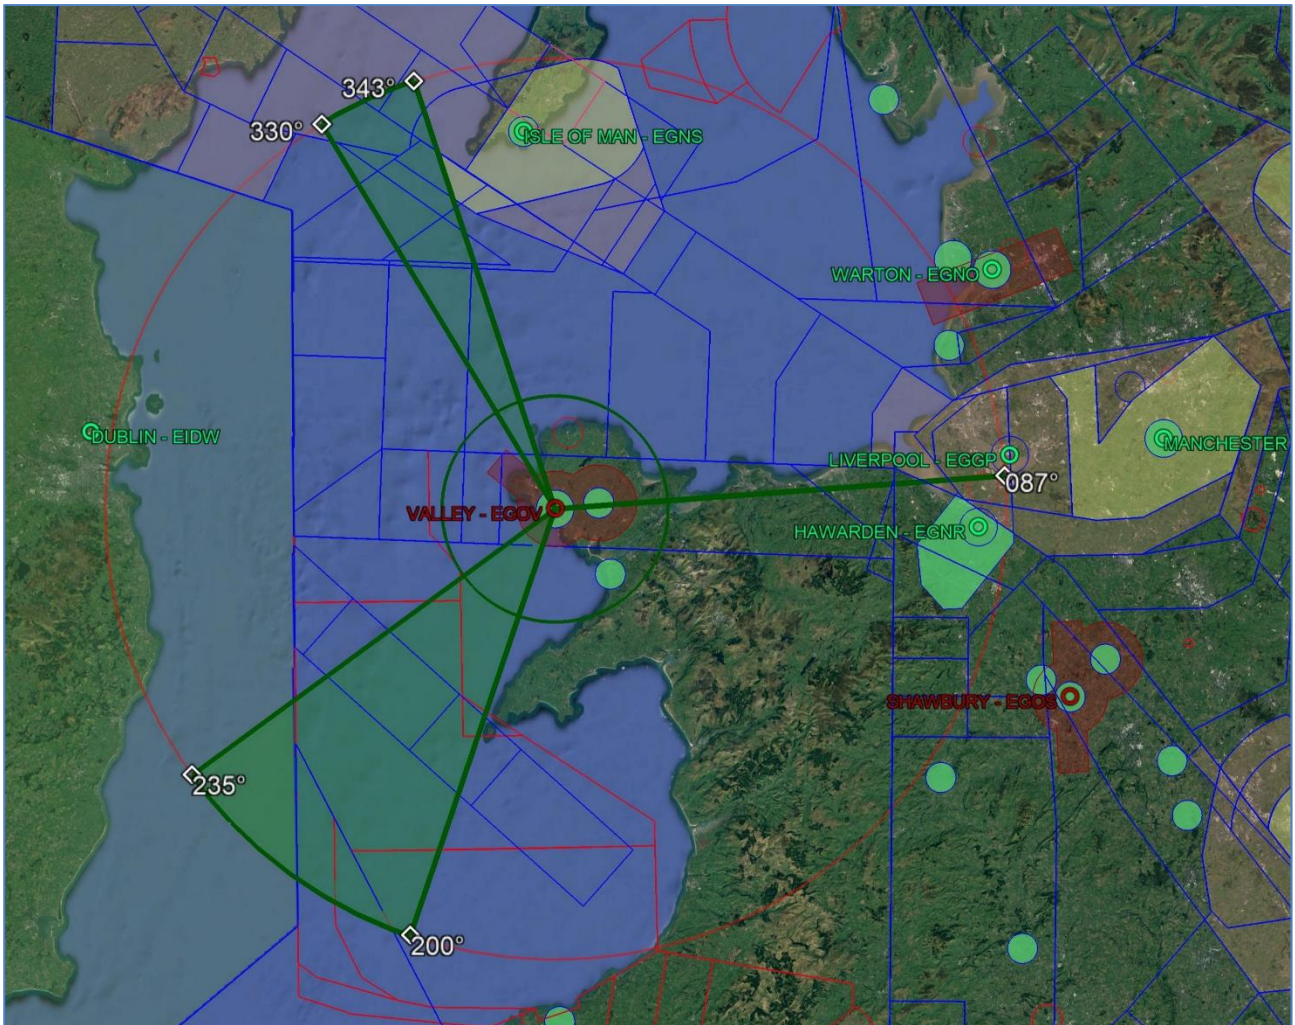 343°
330°
ISLE OF MAN - EGNS
WARTON - EGNO
DUBLIN - EIDW
MANCHESTER
LIVERPOOL - EGGP
087°
VALLEY - EGOV
HAWARDEN - EGNR
SHAWBURY - EGOS
235°
200°